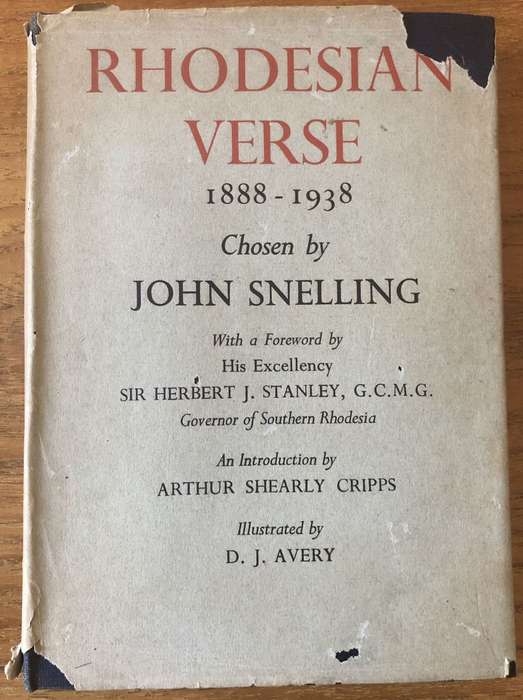 RHODESIAN
VERSE
1888 - 1938
Chosen by
JOHN SNELLING
With a Foreword by
His Excellency
SIR HERBERT J. STANLEY, G.C.M.G.
Governor of Southern Rhodesia
An Introduction by
ARTHUR SHEARLY CRIPPS
Illustrated by
D. J. AVERY